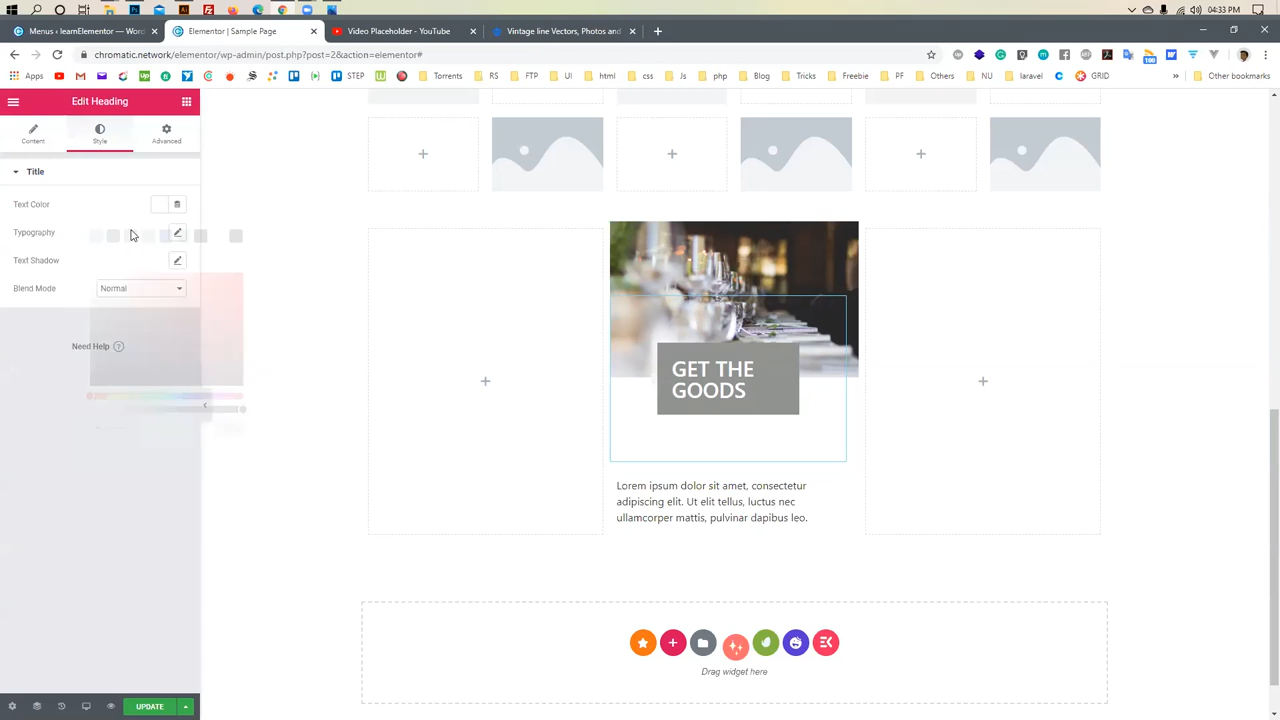 04:33 PM
Menus ‹ learnElementor — Wor
Elementor | Sample Page
Video Placeholder - YouTube
Vintage line Vectors, Photos and
chromatic.network/elementor/wp-admin/post.php?post=2&action=elementor#
Apps
STEP
Torrents
RS
FTP
UI
html
css
Js
php
Blog
Tricks
Freebie
PF
Others
NU
laravel
GRID
Other bookmarks
Edit Heading
Content
Style
Advanced
Title
Text Color
Typography
Text Shadow
Blend Mode
Normal
Need Help
GET THE
GOODS
Lorem ipsum dolor sit amet, consectetur
adipiscing elit. Ut elit tellus, luctus nec
ullamcorper mattis, pulvinar dapibus leo.
Drag widget here
UPDATE